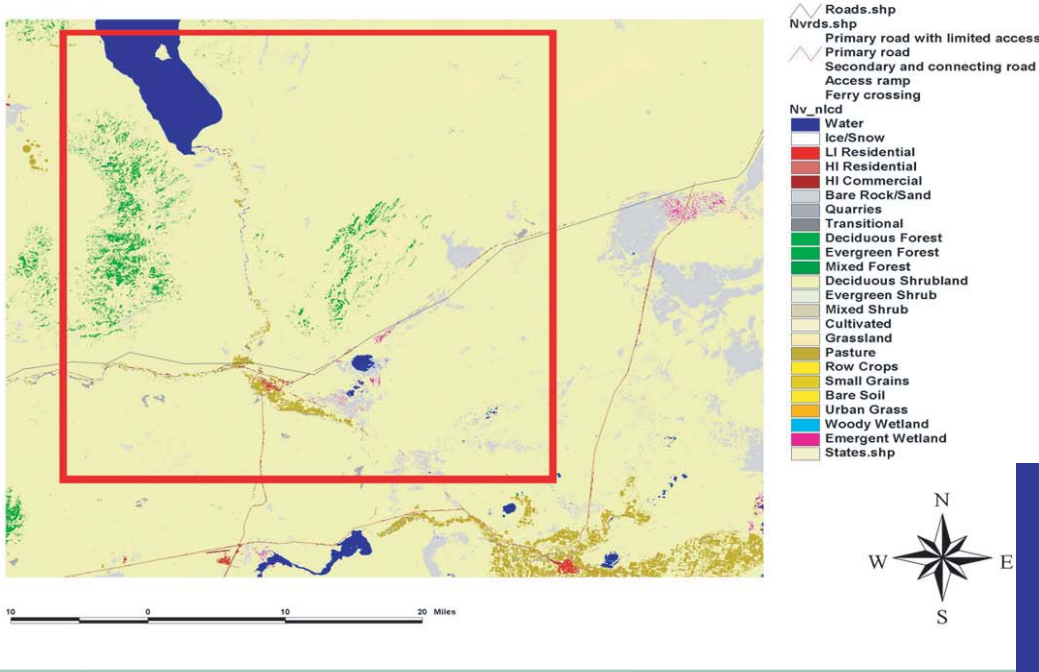 Roads.shp
Nvrds.shp
Primary road with limited access
Primary road
Secondary and connecting road
Access ramp
Ferry crossing
Nv_nlcd
Water
Ice/Snow
LI Residential
HI Residential
HI Commercial
Bare Rock/Sand
Quarries
Transitional
Deciduous Forest
Evergreen Forest
Mixed Forest
Deciduous Shrubland
Evergreen Shrub
Mixed Shrub
Cultivated
Grassland
Pasture
Row Crops
Small Grains
Bare Soil
Urban Grass
Woody Wetland
Emergent Wetland
States.shp
N
W E
S
10 0 10 20 Miles